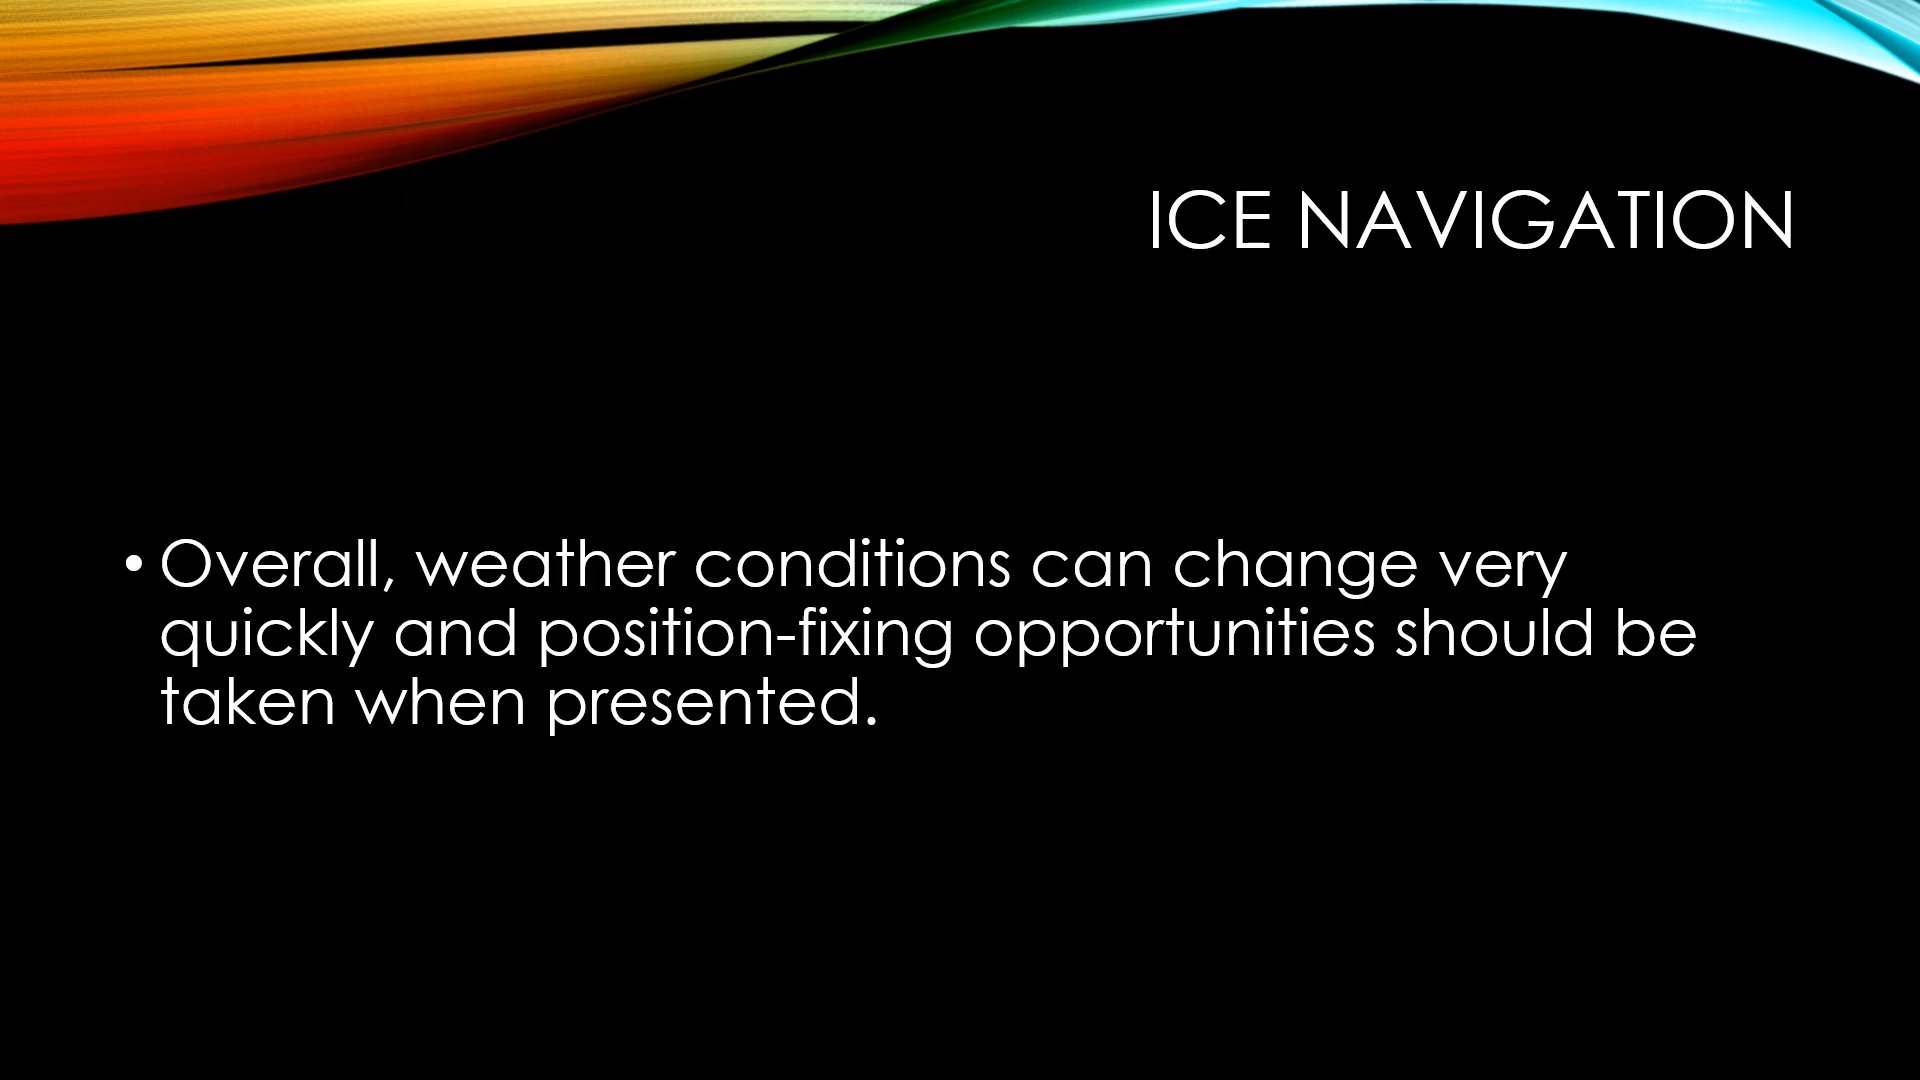 ICE NAVIGATION
• Overall, weather conditions can change very
quickly and position-fixing opportunities should be
taken when presented.